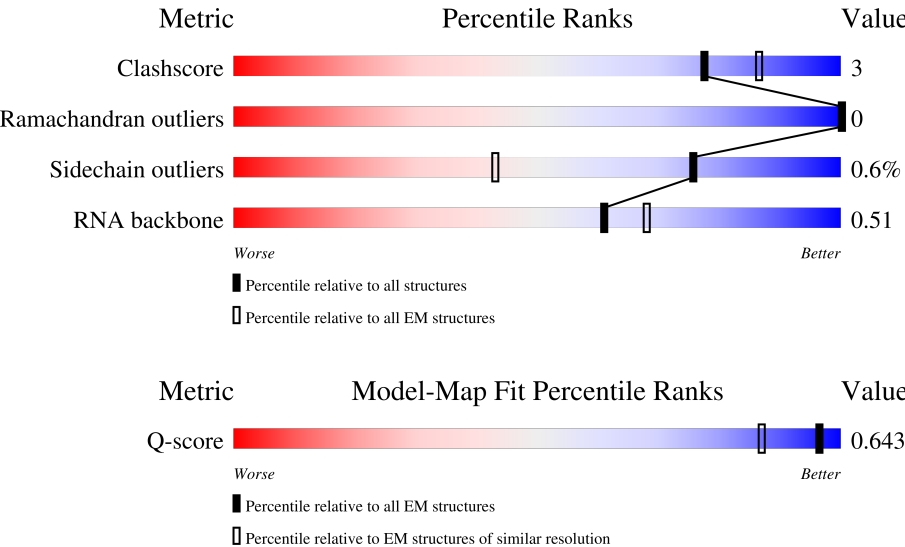 Metric Percentile Ranks Value
Clashscore 3
Ramachandran outliers 0
Sidechain outliers 0.6%
RNA backbone 0.51
Worse Better
Percentile relative to all structures
Percentile relative to all EM structures
Metric Model-Map Fit Percentile Ranks Value
Q-score 0.643
Worse Better
Percentile relative to all EM structures
Percentile relative to EM structures of similar resolution